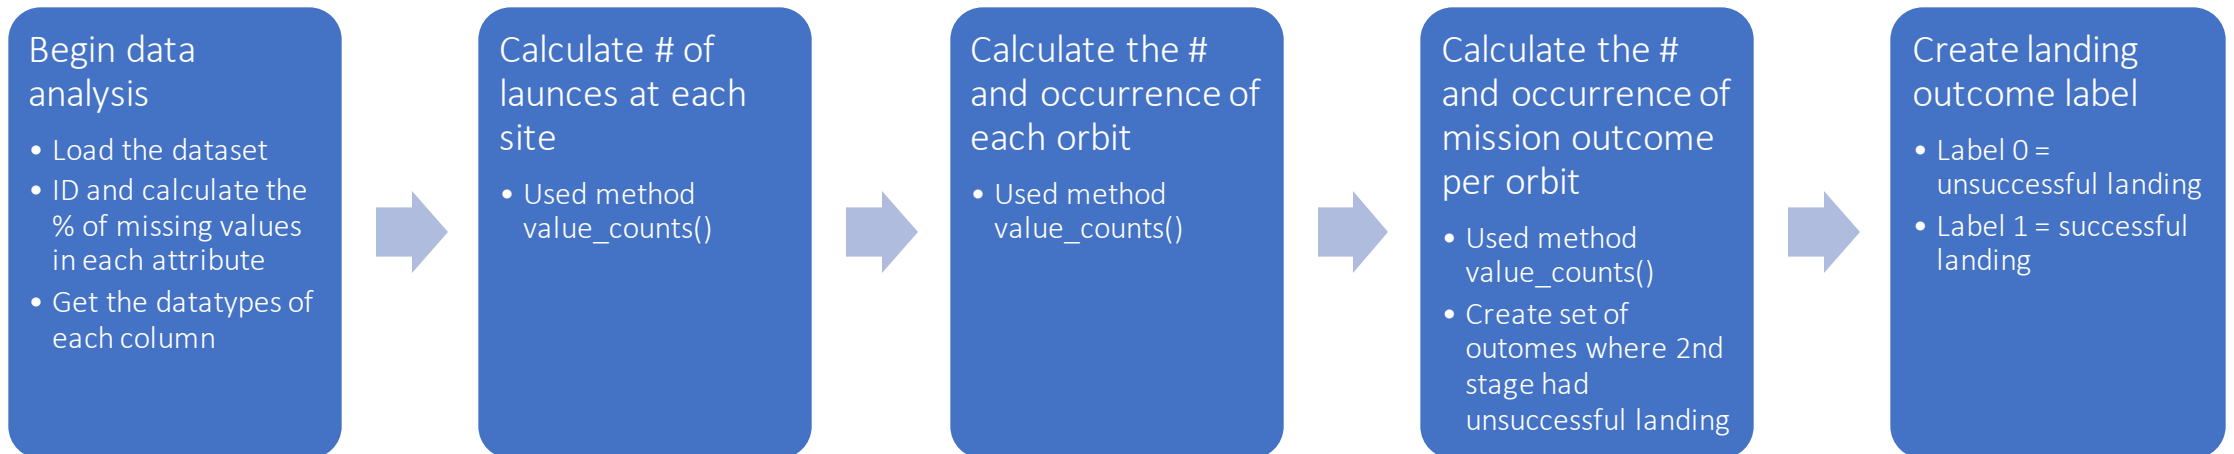 Begin data
analysis
• Load the dataset
• ID and calculate the
% of missing values
in each attribute
• Get the datatypes of
each column
Calculate # of
launces at each
site
• Used method
value_counts()
Calculate the #
and occurrence of
each orbit
• Used method
value_counts()
Calculate the #
and occurrence of
mission outcome
per orbit
• Used method
value_counts()
• Create set of
outomes where 2nd
stage had
unsuccessful landing
Create landing
outcome label
• Label 0 =
unsuccessful landing
• Label 1 = successful
landing